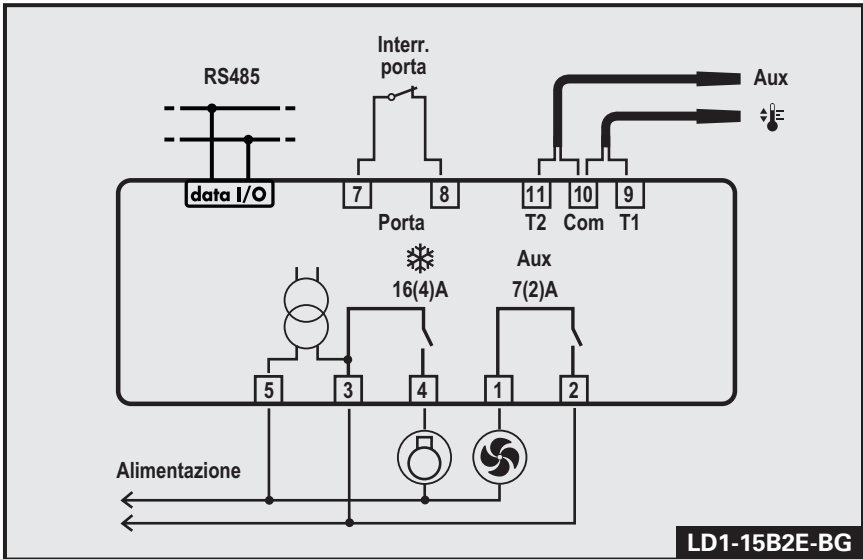 Interr.
porta
RS485
Aux
data I/O
7
8
11
10
9
Porta
T2 Com T1
Aux
16(4)A
7(2)A
5
3
4
1
2
Alimentazione
LD1-15B2E-BG